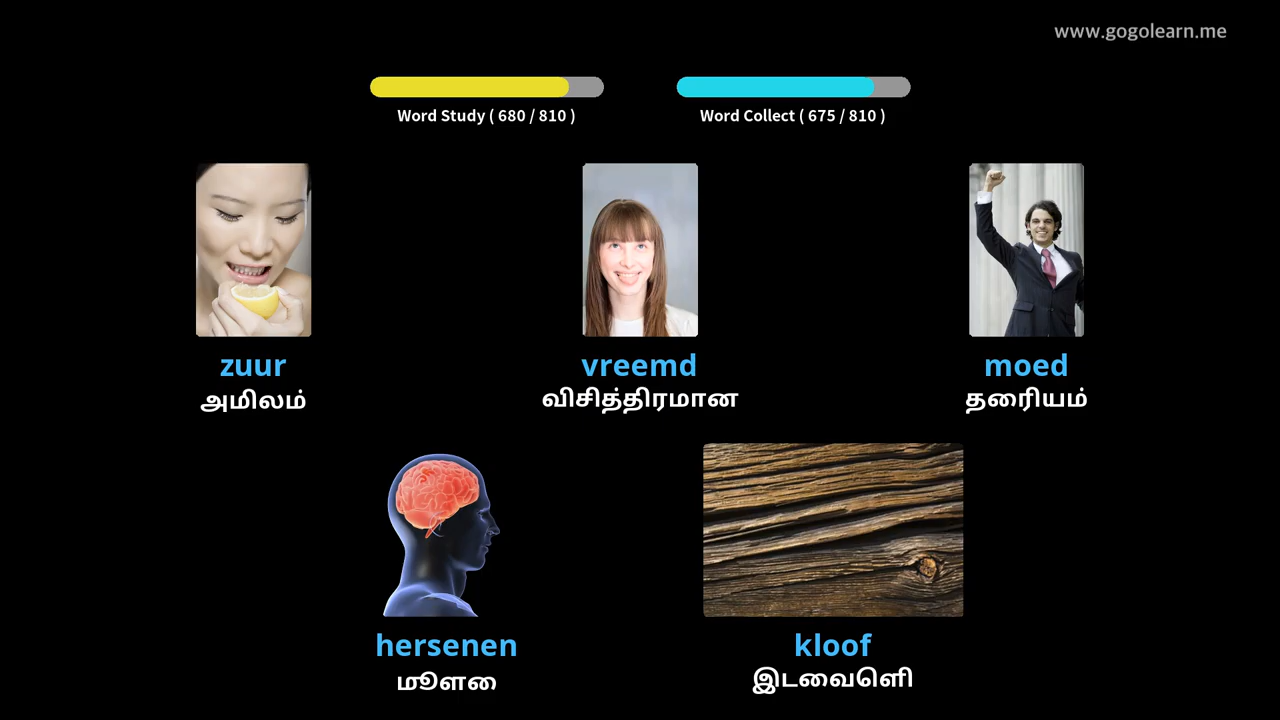 www.gogolearn.me
Word Study ( 680 / 810 )
Word Collect ( 675 / 810 )
zuur
அமிலம்
vreemd
விசித்திரமான
moed
தைரியம்
hersenen
மூளை
kloof
இடைவெளி